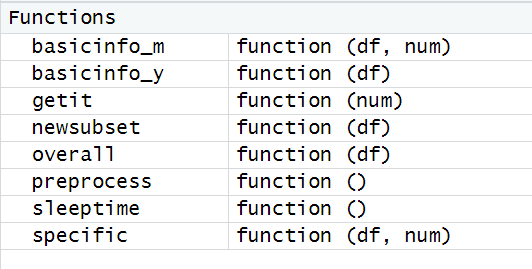 Functions
basicinfo_m function (df, num)
basicinfo_y function (df)
getit function (num)
newsubset function (df)
overall function (df)
preprocess function ()
sleeptime function ()
specific function (df, num)